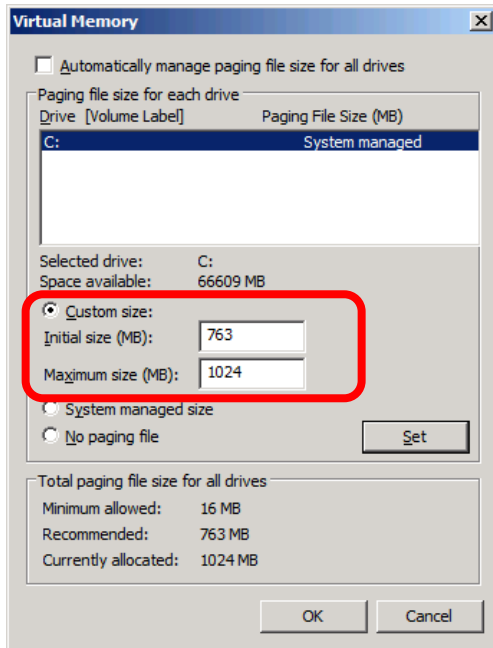 Virtual Memory
Automatically manage paging file size for all drives
Paging file size for each drive
Drive [Volume Label] Paging File Size (MB)
C: System managed
Selected drive: C:
Space available: 66609 MB
Custom size:
Initial size (MB): 763
Maximum size (MB): 1024
System managed size
No paging file Set
Total paging file size for all drives
Minimum allowed: 16 MB
Recommended: 763 MB
Currently allocated: 1024 MB
OK Cancel